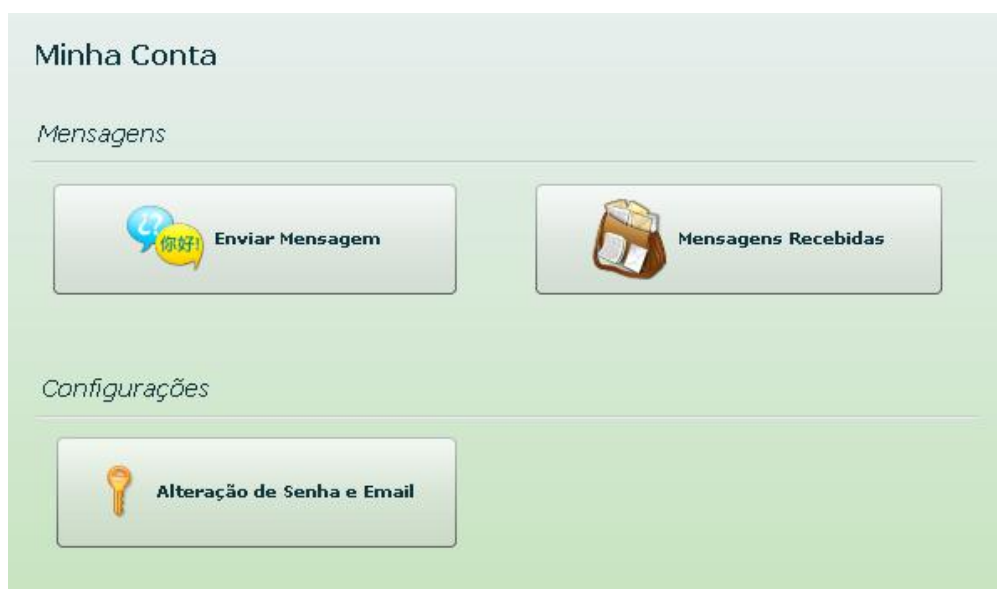 Minha Conta
Mensagens
你好!
Enviar Mensagem
Mensagens Recebidas
Configurações
Alteração de Senha e Email